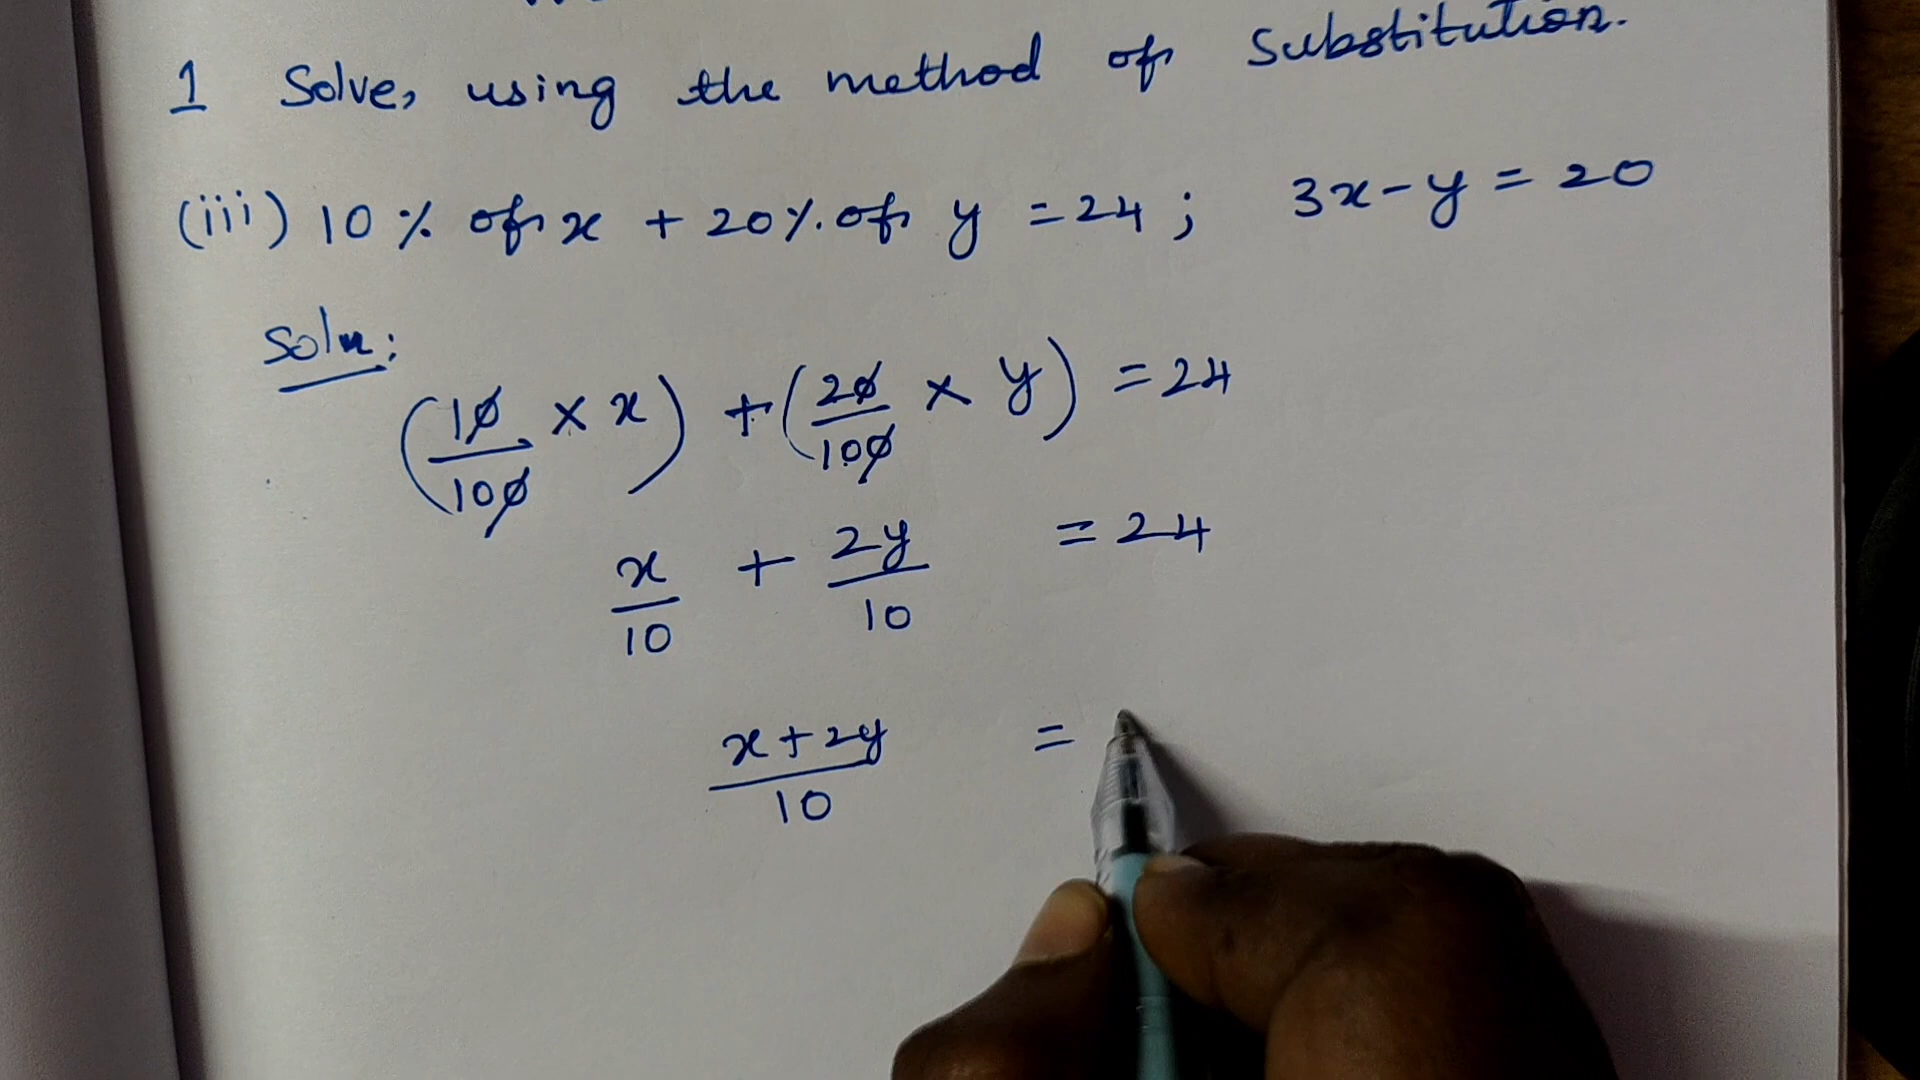 1 Solve, using the method of Substitution.
(iii) 10% of x + 20% of y = 24; 3x - y = 20
Soln:
(10/100 × x) + (20/100 × y) = 24
x/10 + 2y/10 = 24
x + 2y/10 =